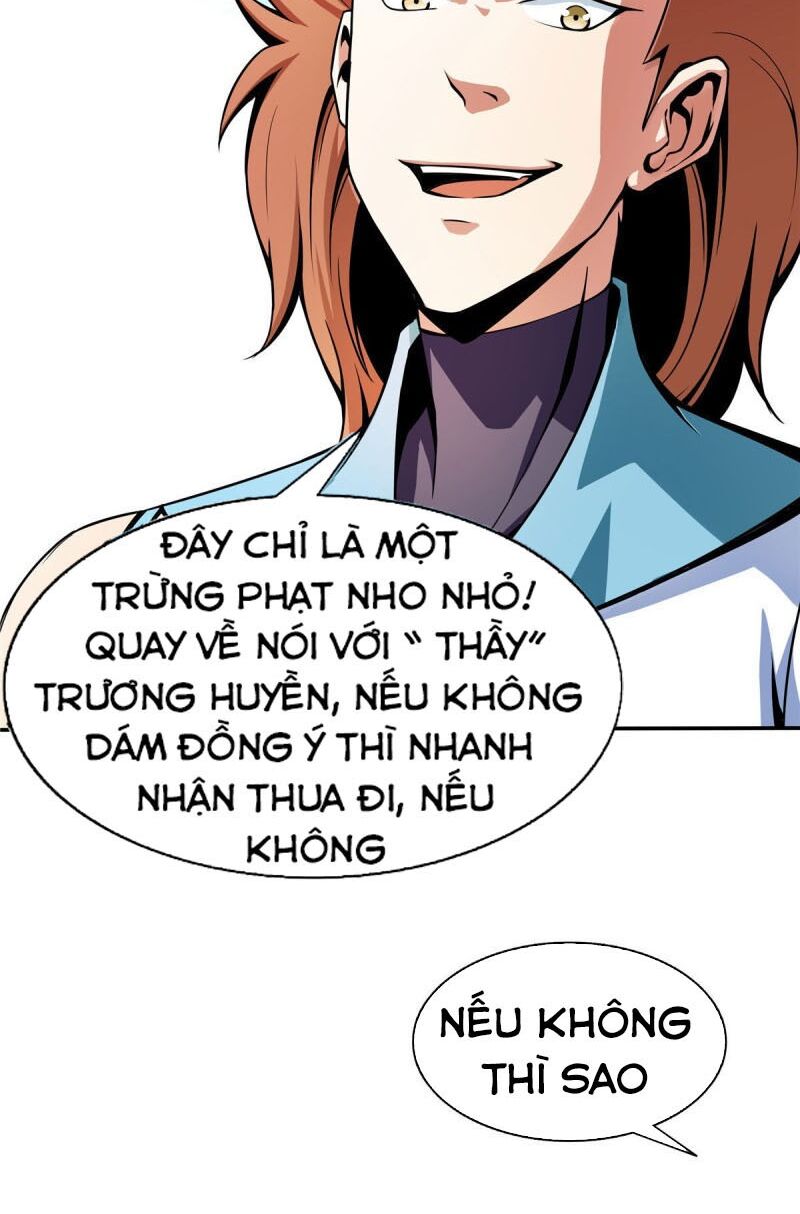 ĐÂY CHỈ LÀ MỘT
TRỪNG PHẠT NHO NHỎ!
QUAY VỀ NÓI VỚI “ THẦY”
TRƯƠNG HUYỀN, NẾU KHÔNG
DÁM ĐỒNG Ý THÌ NHANH
NHẬN THUA ĐI, NẾU
KHÔNG
NẾU KHÔNG
THÌ SAO